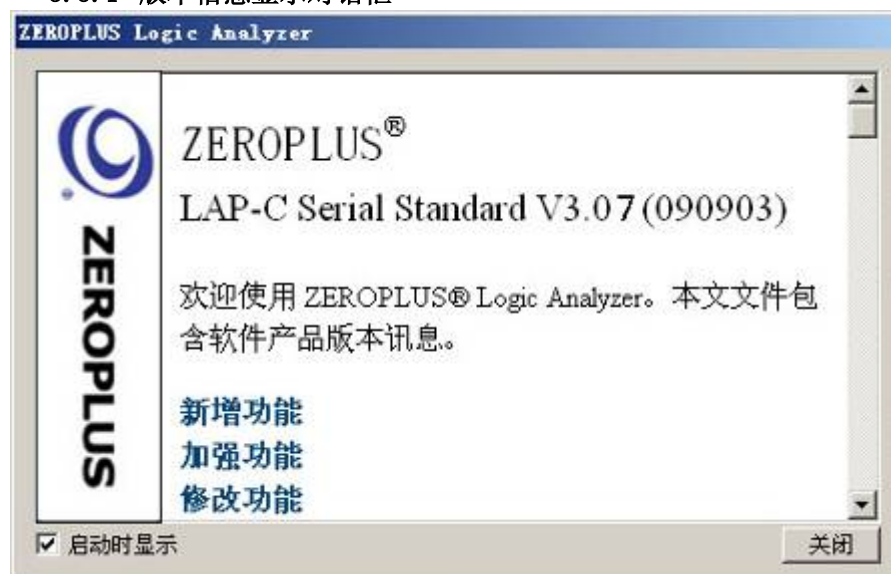 ZEROPLUS Logic Analyzer
ZEROPLUS
ZEROPLUS®
LAP-C Serial Standard V3.07(090903)
欢迎使用 ZEROPLUS® Logic Analyzer。本文文件包
含软件产品版本讯息。
新增功能
加强功能
修改功能
启动时显示
关闭